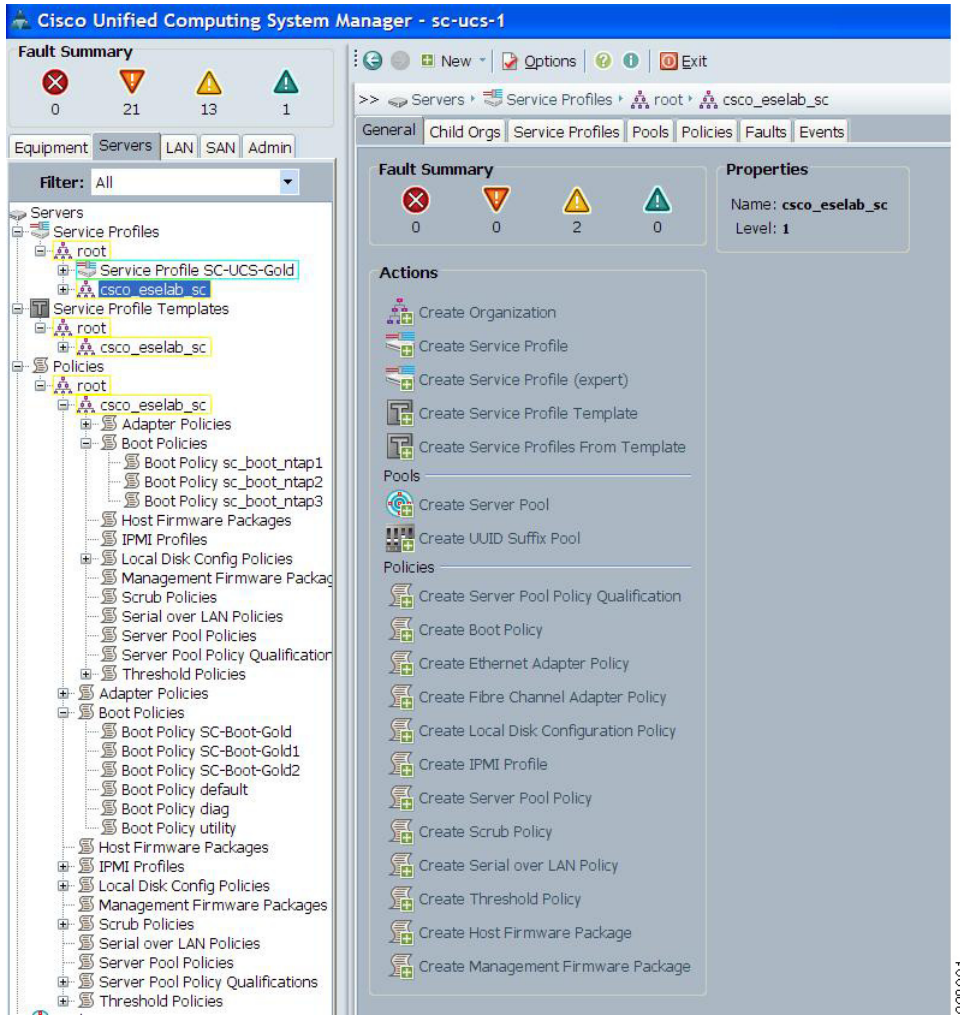 Cisco Unified Computing System Manager - sc-ucs-1
Fault Summary
0 21 13 1
Equipment Servers LAN SAN Admin
Filter: All
Servers
Service Profiles
root
Service Profile SC-UCS-Gold
csco_eselab_sc
Service Profile Templates
root
csco_eselab_sc
Policies
root
csco_eselab_sc
Adapter Policies
Boot Policies
Boot Policy sc_boot_ntap1
Boot Policy sc_boot_ntap2
Boot Policy sc_boot_ntap3
Host Firmware Packages
IPMI Profiles
Local Disk Config Policies
Management Firmware Packag
Scrub Policies
Serial over LAN Policies
Server Pool Policies
Server Pool Policy Qualification
Threshold Policies
Adapter Policies
Boot Policies
Boot Policy SC-Boot-Gold
Boot Policy SC-Boot-Gold1
Boot Policy SC-Boot-Gold2
Boot Policy default
Boot Policy diag
Boot Policy utility
Host Firmware Packages
IPMI Profiles
Local Disk Config Policies
Management Firmware Packages
Scrub Policies
Serial over LAN Policies
Server Pool Policies
Server Pool Policy Qualifications
Threshold Policies
New Options Exit
>> Servers Service Profiles root csco_eselab_sc
General Child Orgs Service Profiles Pools Policies Faults Events
Fault Summary
0 0 2 0
Properties
Name: csco_eselab_sc
Level: 1
Actions
Create Organization
Create Service Profile
Create Service Profile (expert)
Create Service Profile Template
Create Service Profiles From Template
Pools
Create Server Pool
Create UUID Suffix Pool
Policies
Create Server Pool Policy Qualification
Create Boot Policy
Create Ethernet Adapter Policy
Create Fibre Channel Adapter Policy
Create Local Disk Configuration Policy
Create IPMI Profile
Create Server Pool Policy
Create Scrub Policy
Create Serial over LAN Policy
Create Threshold Policy
Create Host Firmware Package
Create Management Firmware Package